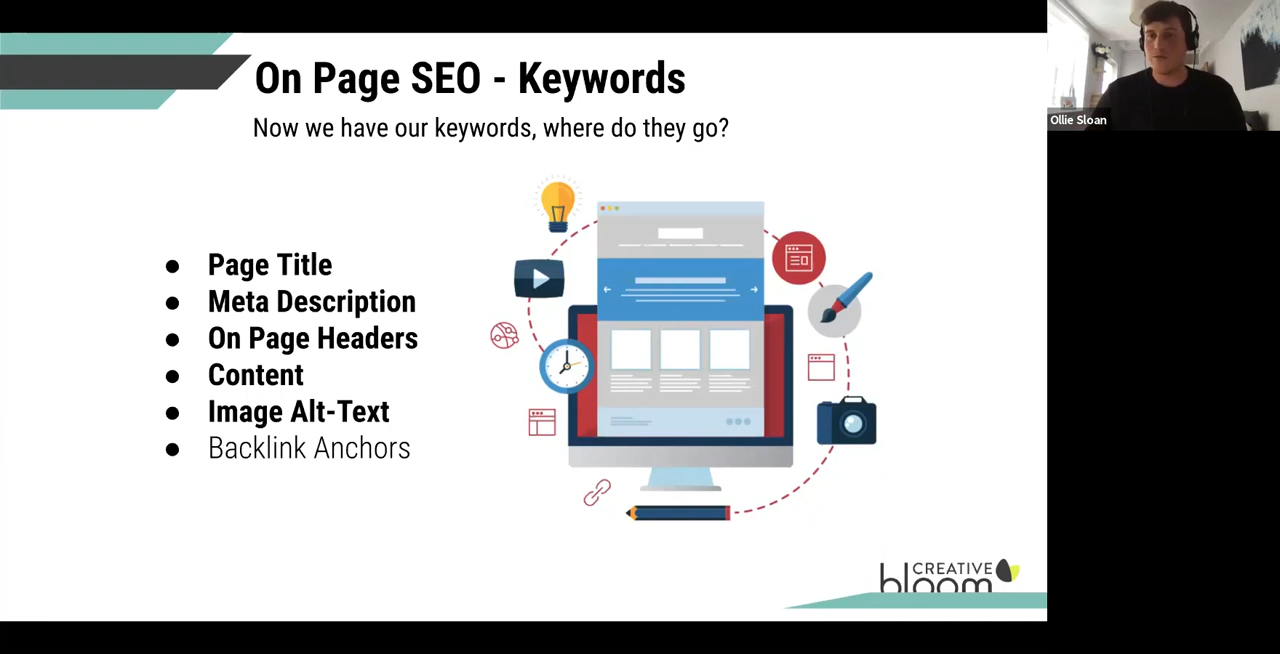 On Page SEO - Keywords
Now we have our keywords, where do they go?
● Page Title
● Meta Description
● On Page Headers
● Content
● Image Alt-Text
● Backlink Anchors
CREATIVE
bloom
Ollie Sloan